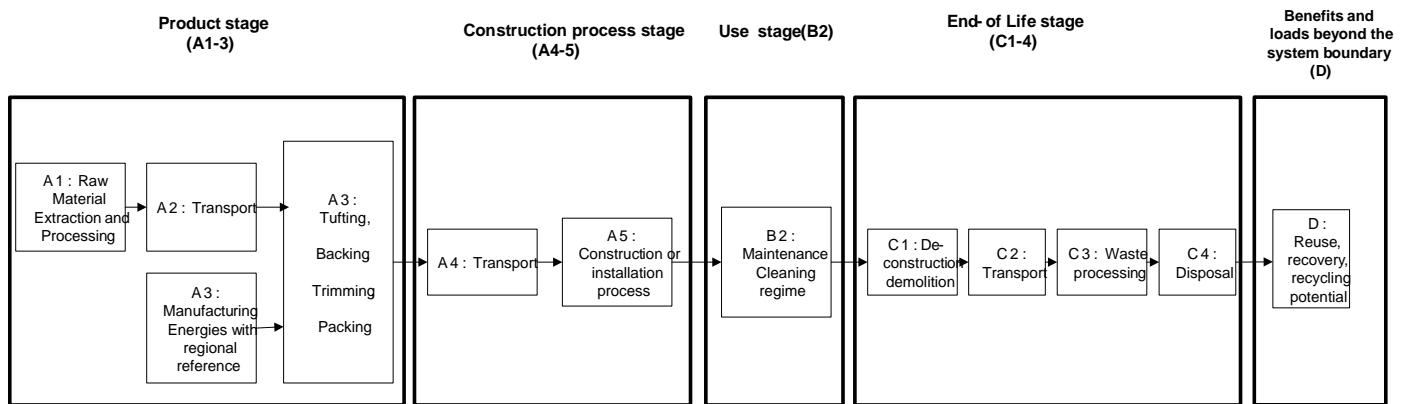 Product stage
(A1-3)
Construction process stage
(A4-5)
Use stage(B2)
End-of Life stage
(C1-4)
Benefits and
loads beyond the
system boundary
(D)
A1: Raw
Material
Extraction and
Processing
A2: Transport
A3:
Manufacturing
Energies with
regional
reference
A3:
Tufting,
Backing
Trimming
Packing
A4: Transport
A5:
Construction or
installation
process
B2:
Maintenance
Cleaning
regime
C1: De-
construction,
demolition
C2:
Transport
C3: Waste
processing
C4:
Disposal
D:
Reuse,
recovery,
recycling
potential